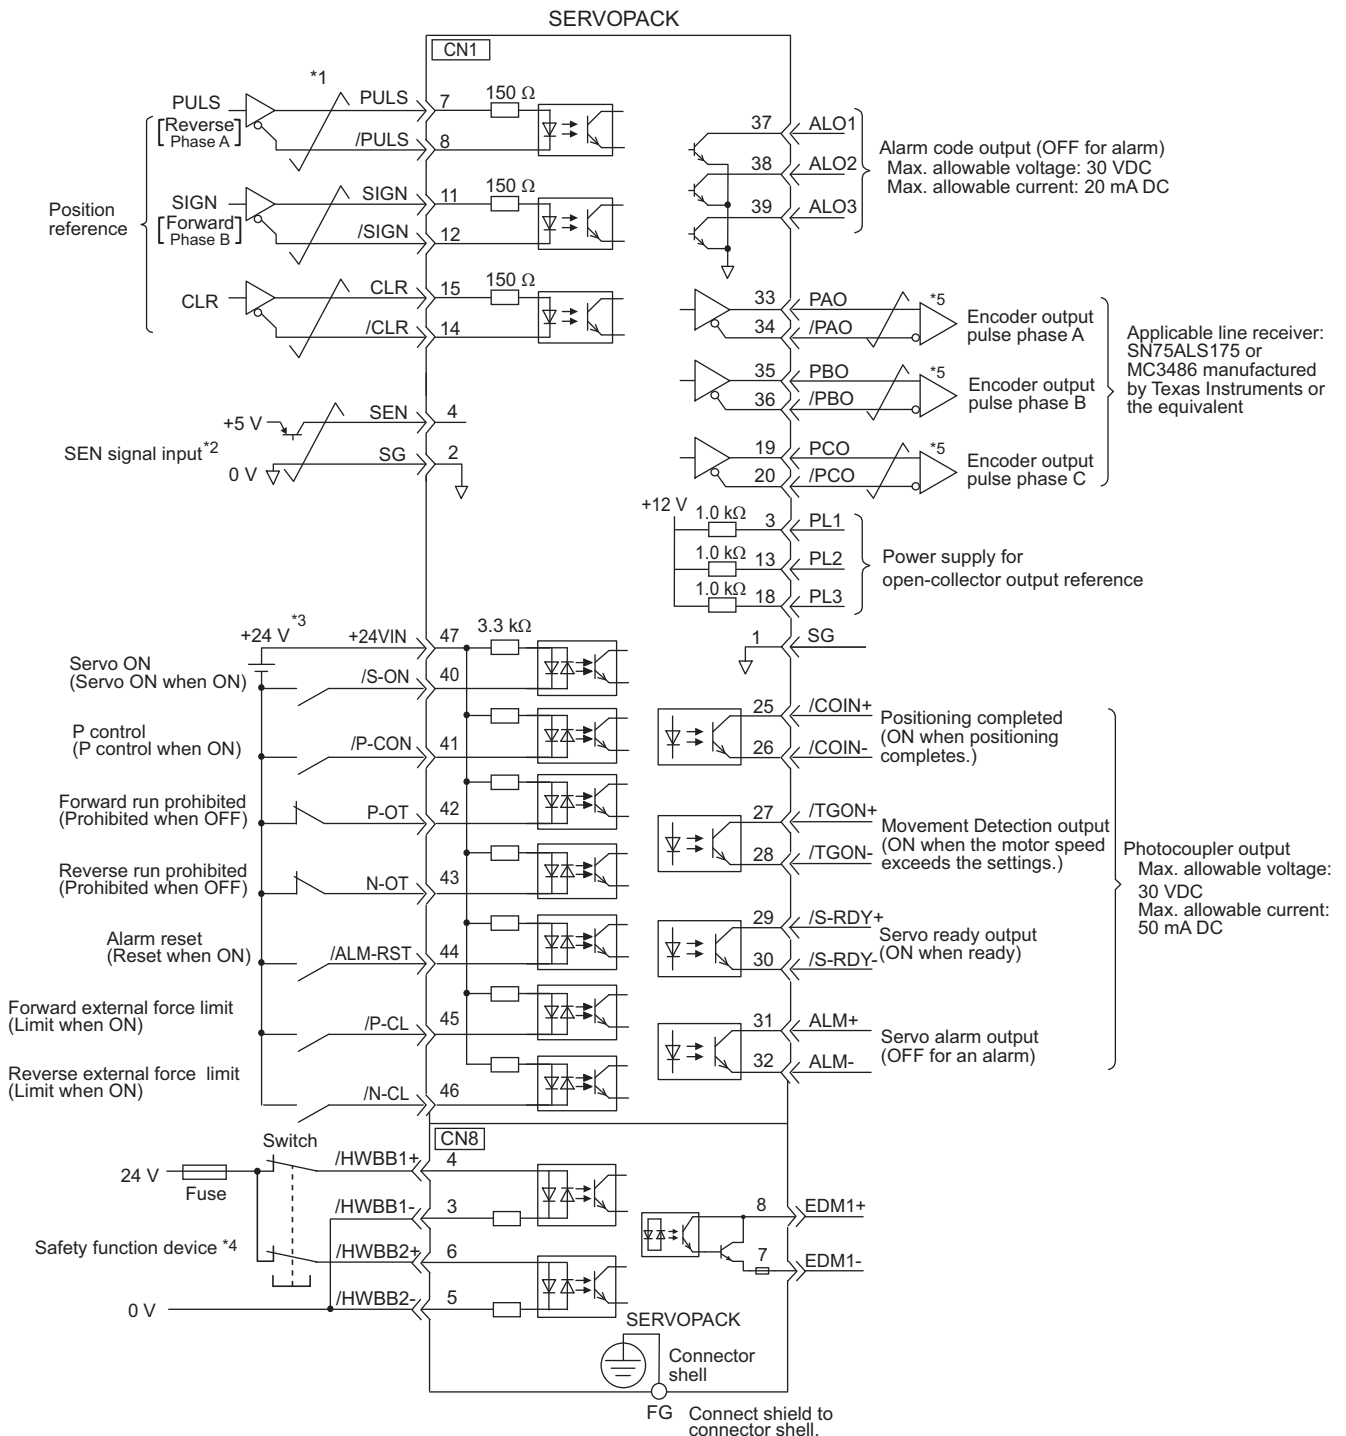 SERVOPACK
CN1
*1
PULS
[Reverse]
[Phase A]
PULS
7
150 Ω
/PULS
8
SIGN
[Forward]
[Phase B]
SIGN
11
150 Ω
/SIGN
12
Position
reference
CLR
CLR
15
150 Ω
/CLR
14
+5 V
SEN
4
SEN signal input*2
SG
2
0 V
37
ALO1
38
ALO2
39
ALO3
Alarm code output (OFF for alarm)
Max. allowable voltage: 30 VDC
Max. allowable current: 20 mA DC
33
PAO
*5
34
/PAO
Encoder output
pulse phase A
35
PBO
*5
36
/PBO
Encoder output
pulse phase B
19
PCO
*5
20
/PCO
Encoder output
pulse phase C
Applicable line receiver:
SN75ALS175 or
MC3486 manufactured
by Texas Instruments or
the equivalent
+12 V
1.0 kΩ
3
PL1
1.0 kΩ
13
PL2
1.0 kΩ
18
PL3
Power supply for
open-collector output reference
1
SG
+24 V*3
+24VIN
47
3.3 kΩ
Servo ON
(Servo ON when ON)
/S-ON
40
P control
(P control when ON)
/P-CON
41
Forward run prohibited
(Prohibited when OFF)
P-OT
42
Reverse run prohibited
(Prohibited when OFF)
N-OT
43
Alarm reset
(Reset when ON)
/ALM-RST
44
Forward external force limit
(Limit when ON)
/P-CL
45
Reverse external force limit
(Limit when ON)
/N-CL
46
25
/COIN+
26
/COIN-
Positioning completed
(ON when positioning
completes.)
27
/TGON+
28
/TGON-
Movement Detection output
(ON when the motor speed
exceeds the settings.)
29
/S-RDY+
30
/S-RDY-
Servo ready output
(ON when ready)
31
ALM+
32
ALM-
Servo alarm output
(OFF for an alarm)
Photocoupler output
Max. allowable voltage:
30 VDC
Max. allowable current:
50 mA DC
CN8
Switch
24 V
Fuse
/HWBB1+
4
/HWBB1-
3
Safety function device *4
/HWBB2+
6
0 V
/HWBB2-
5
8
EDM1+
7
EDM1-
SERVOPACK
Connector
shell
FG
Connect shield to
connector shell.